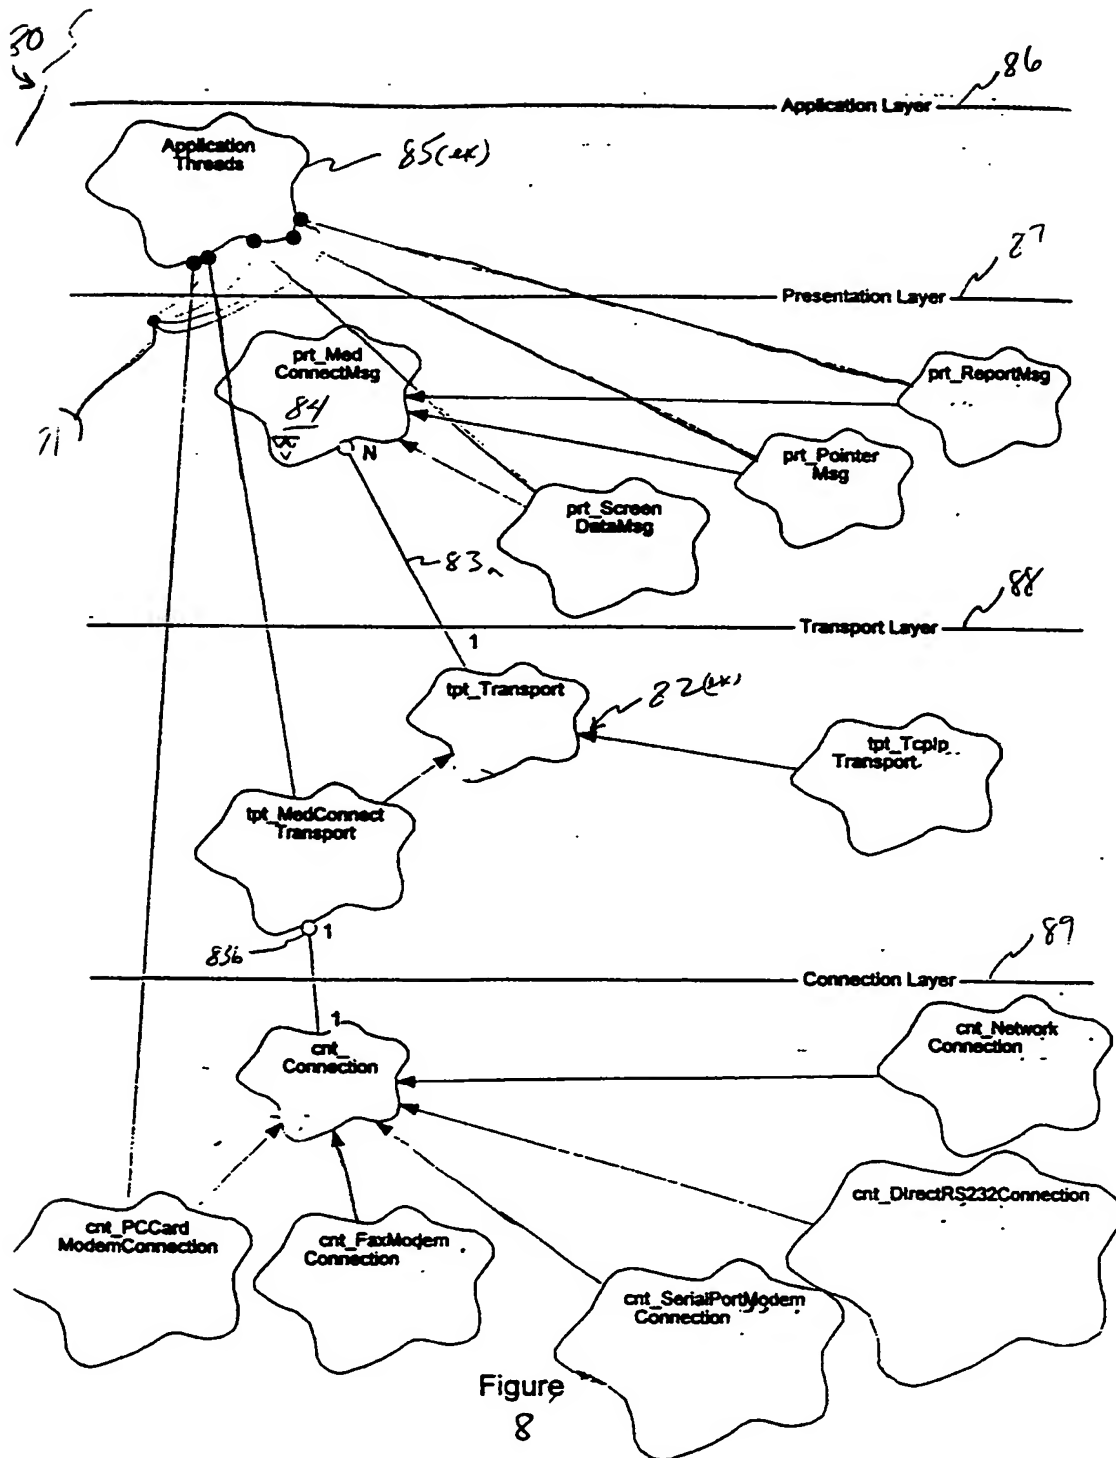 30
86
Application Layer
Application
Threads
85(ex)
87
Presentation Layer
prt_Med
ConnectMsg
84
prt_ReportMsg
71
N
prt_Pointer
Msg
prt_Screen
DataMsg
83a
88
Transport Layer
1
tpt_Transport
82(ex)
tpt_TcpIp
Transport
tpt_MedConnect
Transport
83b
1
89
Connection Layer
1
cnt_
Connection
cnt_Network
Connection
cnt_DirectRS232Connection
cnt_PCCard
ModemConnection
cnt_FaxModem
Connection
cnt_SerialPortModem
Connection
Figure
8